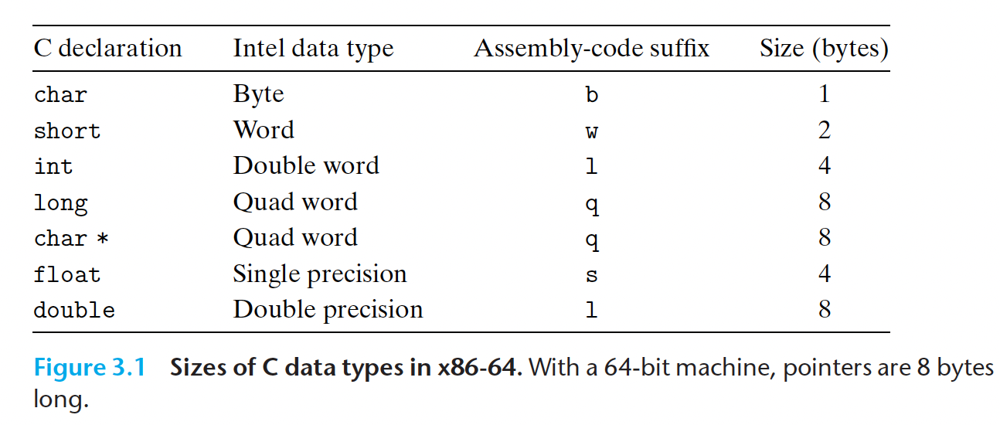 C declaration Intel data type Assembly-code suffix Size (bytes)
char Byte b 1
short Word w 2
int Double word l 4
long Quad word q 8
char * Quad word q 8
float Single precision s 4
double Double precision l 8
Figure 3.1 Sizes of C data types in x86-64. With a 64-bit machine, pointers are 8 bytes
long.